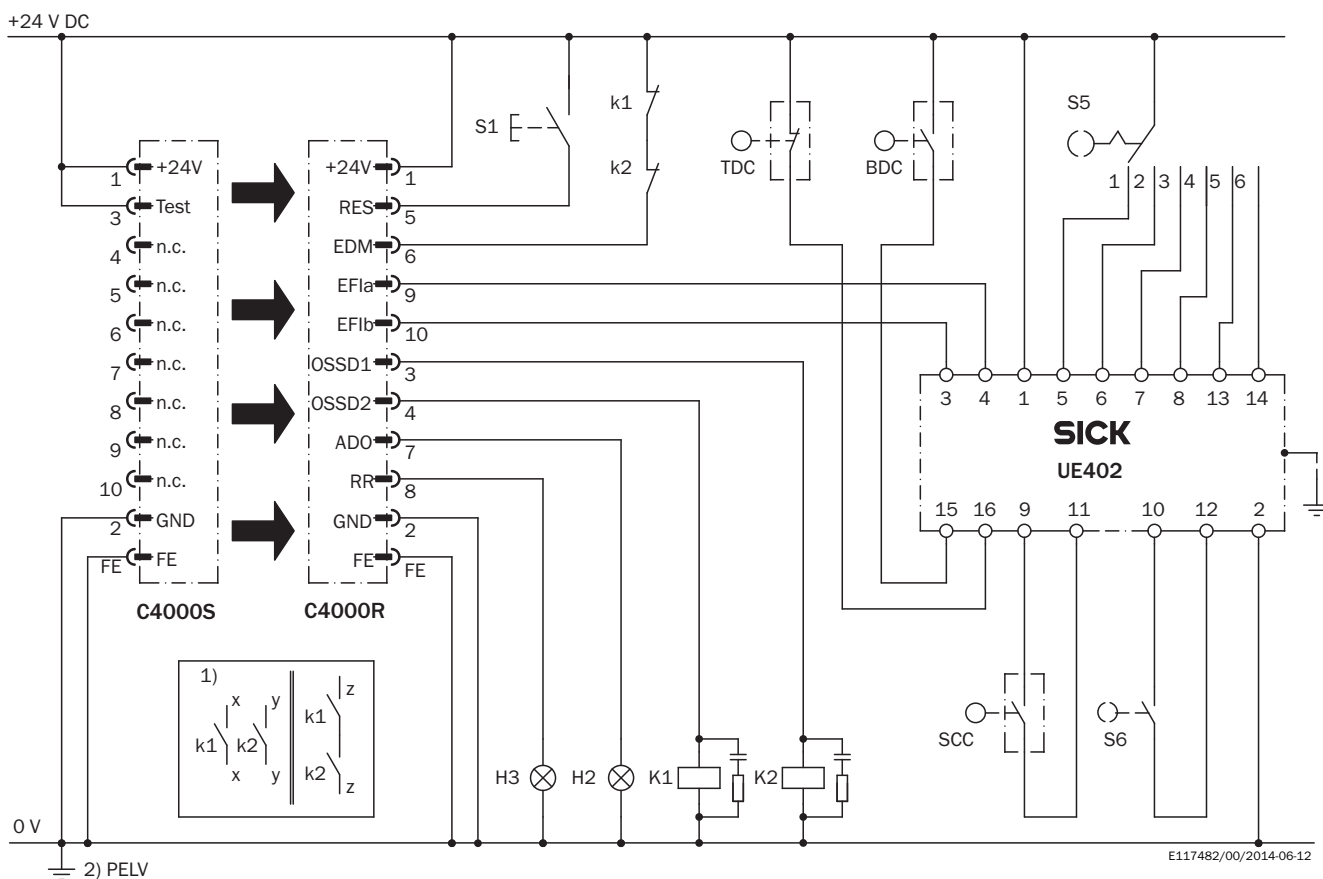 +24 V DC
S1
k1
k2
TDC
BDC
S5
1 2 3 4 5 6
1 +24V
3 Test
4 n.c.
5 n.c.
6 n.c.
7 n.c.
8 n.c.
9 n.c.
10 n.c.
2 GND
FE FE
C4000S
+24V 1
RES 5
EDM 6
EFIa 9
EFIb 10
OSSD1 3
OSSD2 4
ADO 7
RR 8
GND 2
FE FE
C4000R
3 4 1 5 6 7 8 13 14
SICK
UE402
15 16 9 11 10 12 2
SCC
S6
1)
x y z
k1 k2 k1
x y k2 z
H3 H2 K1 K2
0 V
2) PELV
E117482/00/2014-06-12